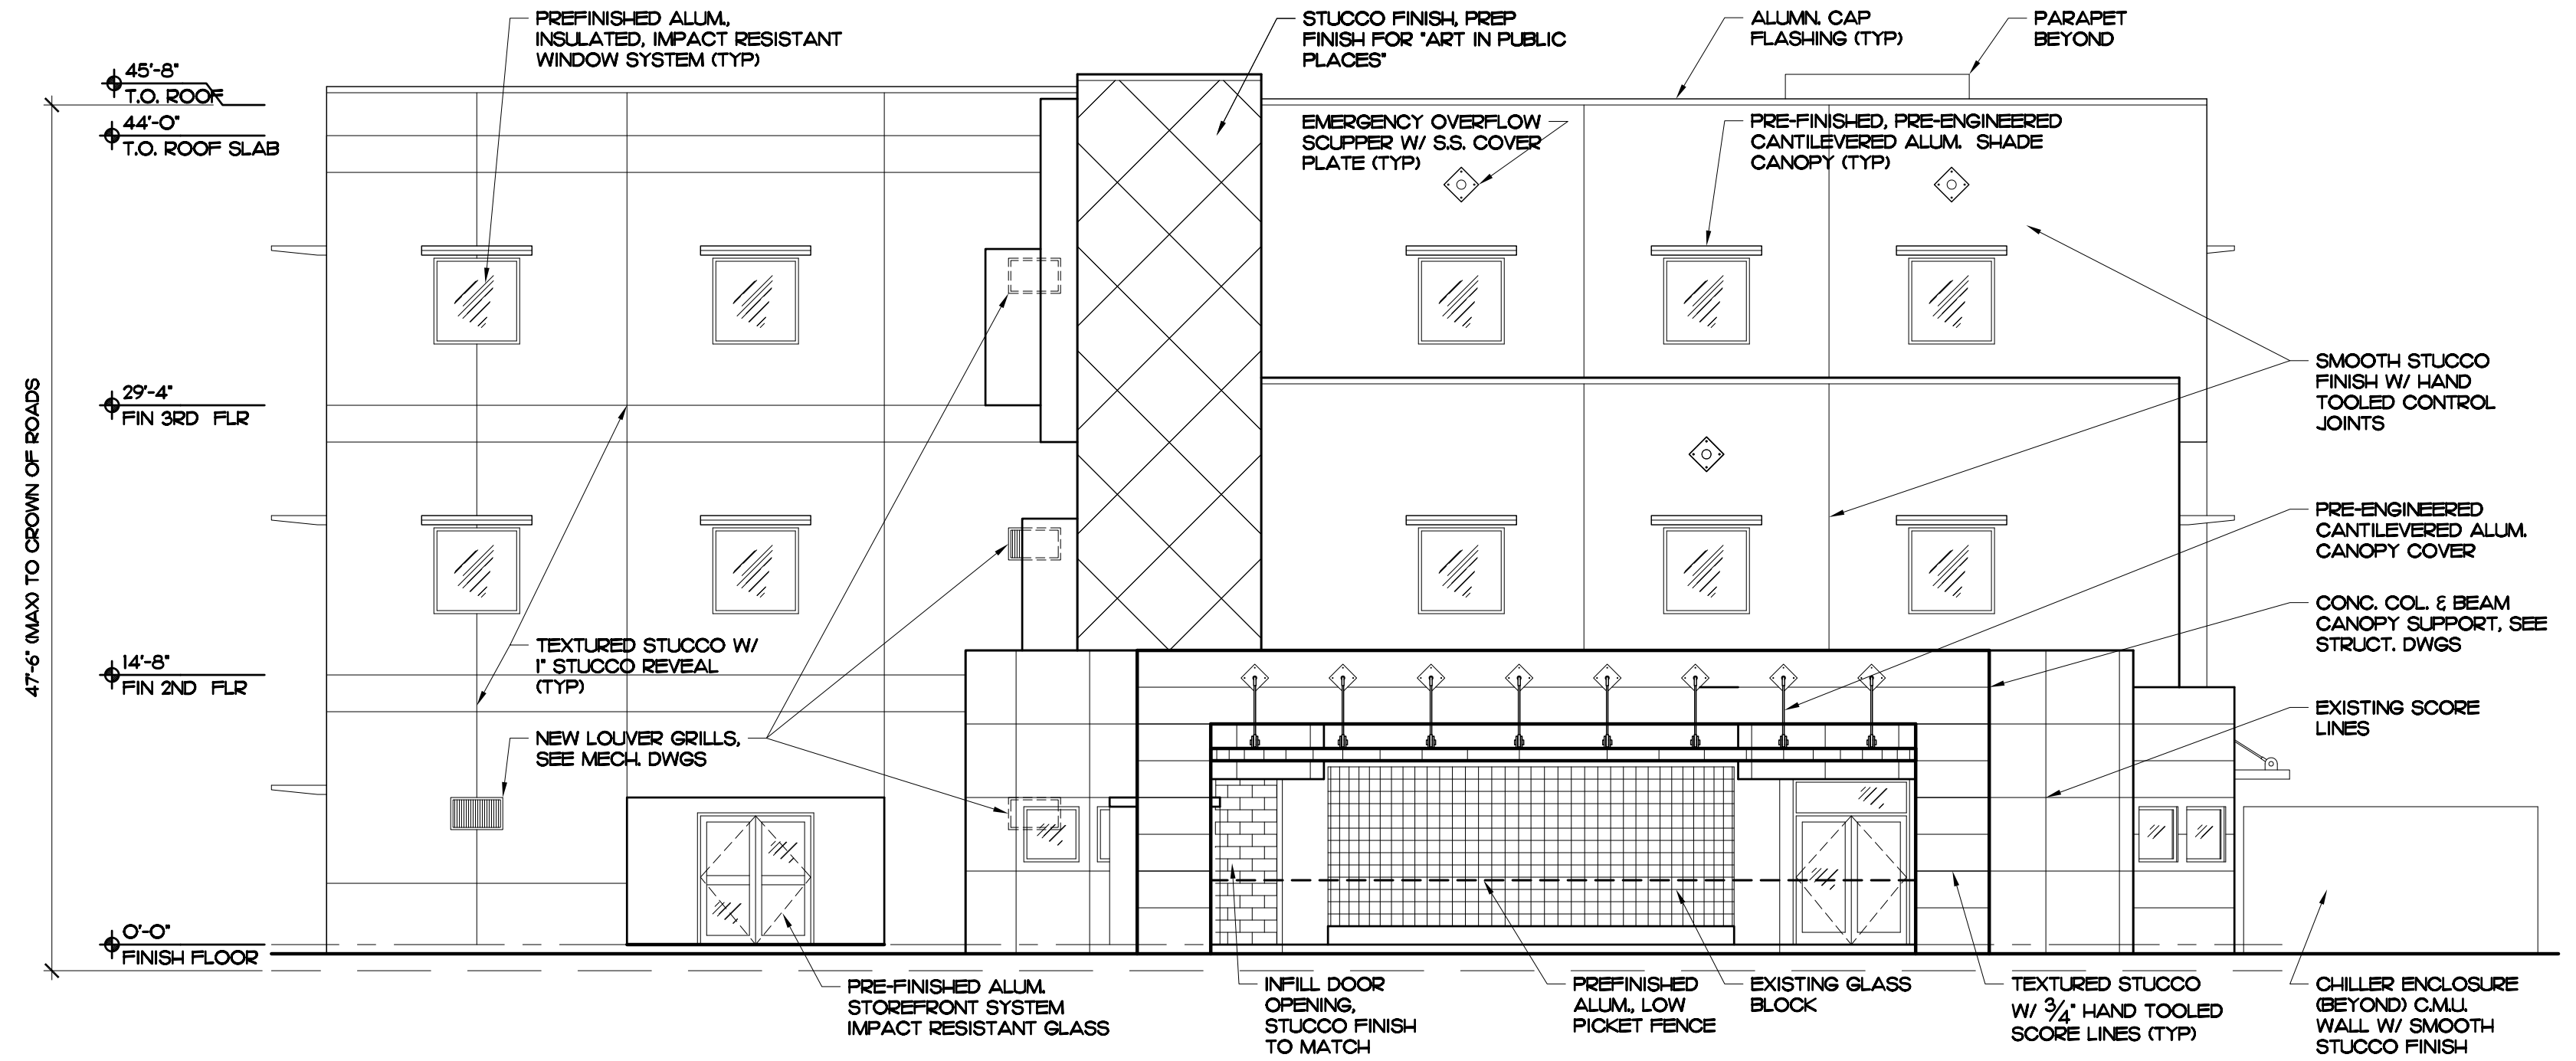 PREFINISHED ALUM.,
INSULATED, IMPACT RESISTANT
WINDOW SYSTEM (TYP)
STUCCO FINISH, PREP
FINISH FOR "ART IN PUBLIC
PLACES"
ALUMN. CAP
FLASHING (TYP)
PARAPET
BEYOND
45'-8"
T.O. ROOF
44'-0"
T.O. ROOF SLAB
EMERGENCY OVERFLOW
SCUPPER W/ S.S. COVER
PLATE (TYP)
PRE-FINISHED, PRE-ENGINEERED
CANTILEVERED ALUM. SHADE
CANOPY (TYP)
SMOOTH STUCCO
FINISH W/ HAND
TOOLED CONTROL
JOINTS
29'-4"
FIN 3RD FLR
47'-6" (MAX) TO CROWN OF ROADS
PRE-ENGINEERED
CANTILEVERED ALUM.
CANOPY COVER
CONC. COL. & BEAM
CANOPY SUPPORT, SEE
STRUCT. DWGS
TEXTURED STUCCO W/
1" STUCCO REVEAL
(TYP)
14'-8"
FIN 2ND FLR
EXISTING SCORE
LINES
NEW LOUVER GRILLS,
SEE MECH. DWGS
0'-0"
FINISH FLOOR
PRE-FINISHED ALUM.
STOREFRONT SYSTEM
IMPACT RESISTANT GLASS
INFILL DOOR
OPENING,
STUCCO FINISH
TO MATCH
PREFINISHED
ALUM., LOW
PICKET FENCE
EXISTING GLASS
BLOCK
TEXTURED STUCCO
W/ 3/4" HAND TOOLED
SCORE LINES (TYP)
CHILLER ENCLOSURE
(BEYOND) C.M.U.
WALL W/ SMOOTH
STUCCO FINISH